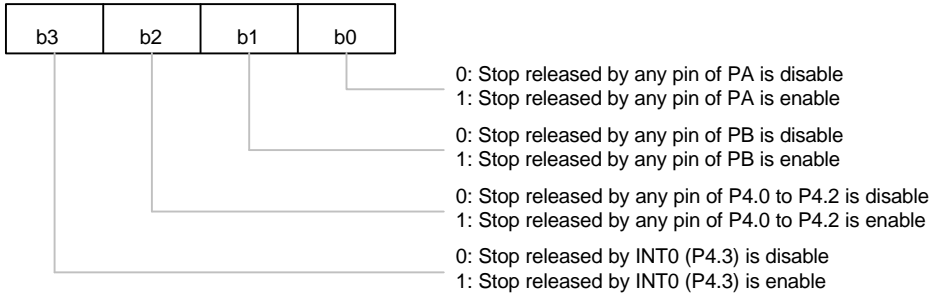 b3 b2 b1 b0
0: Stop released by any pin of PA is disable
1: Stop released by any pin of PA is enable
0: Stop released by any pin of PB is disable
1: Stop released by any pin of PB is enable
0: Stop released by any pin of P4.0 to P4.2 is disable
1: Stop released by any pin of P4.0 to P4.2 is enable
0: Stop released by INT0 (P4.3) is disable
1: Stop released by INT0 (P4.3) is enable